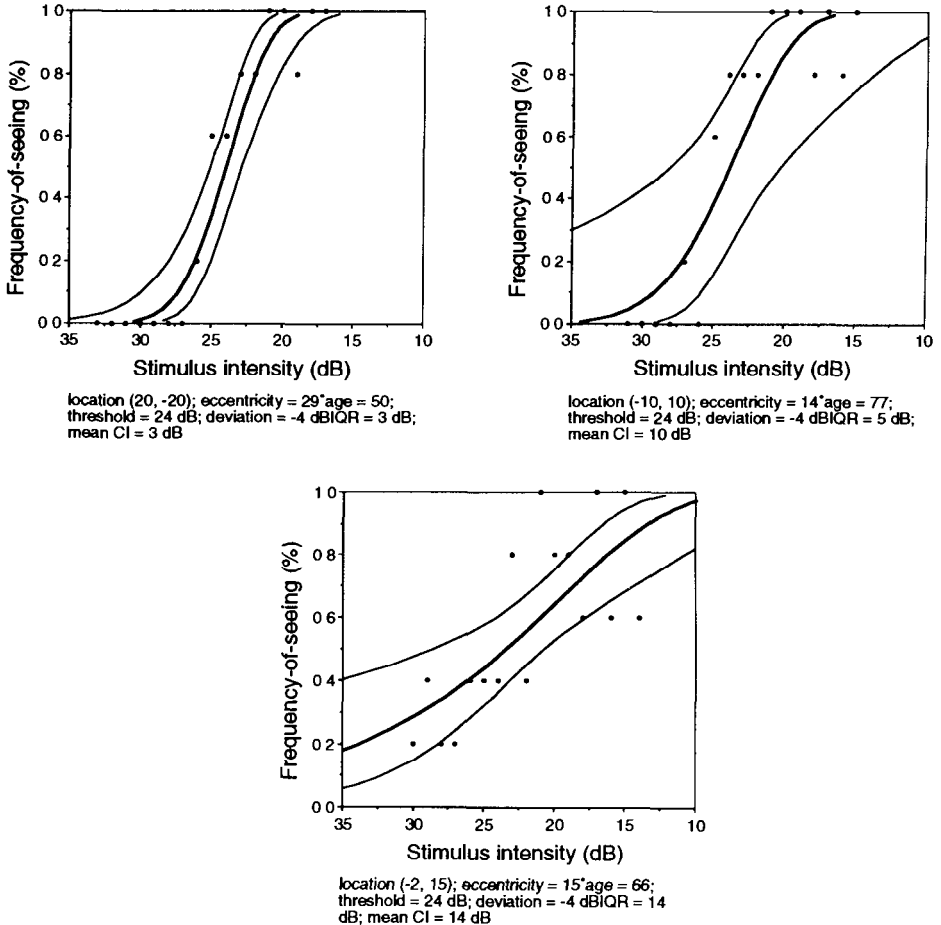 Frequency-of-seeing (%)
1 0
0 8
0 6
0 4
0 2
0 0
35 30 25 20 15 10
Stimulus intensity (dB)
location (20, -20); eccentricity = 29°age = 50;
threshold = 24 dB; deviation = -4 dBIQR = 3 dB;
mean CI = 3 dB
Frequency-of-seeing (%)
1 0
0 8
0 6
0 4
0 2
0 0
35 30 25 20 15 10
Stimulus intensity (dB)
location (-10, 10); eccentricity = 14°age = 77;
threshold = 24 dB; deviation = -4 dBIQR = 5 dB;
mean CI = 10 dB
Frequency-of-seeing (%)
1 0
0 8
0 6
0 4
0 2
0 0
35 30 25 20 15 10
Stimulus intensity (dB)
location (-2, 15); eccentricity = 15°age = 66;
threshold = 24 dB; deviation = -4 dBIQR = 14
dB; mean CI = 14 dB